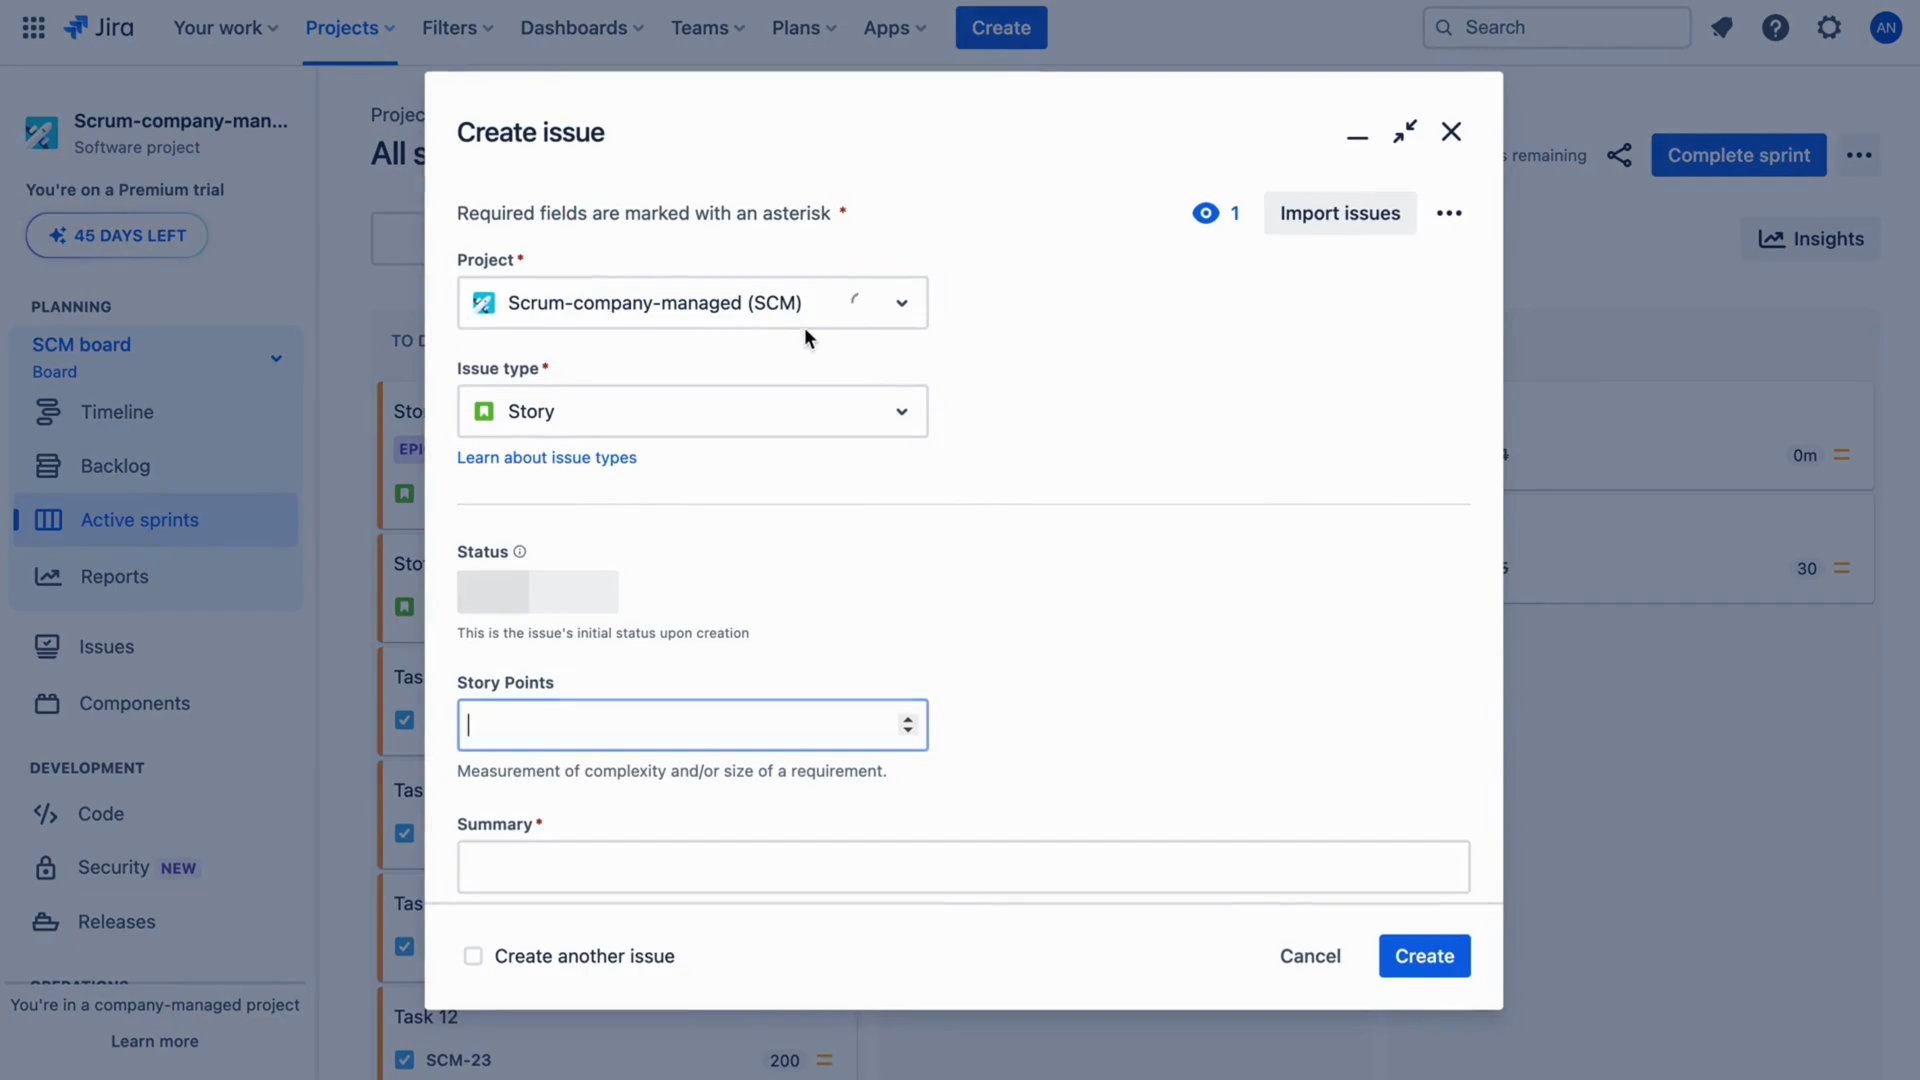 Jira
Your work
Projects
Filters
Dashboards
Teams
Plans
Apps
Create
Search
AN
Scrum-company-man...
Software project
You're on a Premium trial
45 DAYS LEFT
PLANNING
SCM board
Board
Timeline
Backlog
Active sprints
Reports
Issues
Components
DEVELOPMENT
Code
Security NEW
Releases
You're in a company-managed project
Learn more
Projec
All s
remaining
Complete sprint
Insights
TO D
Sto
EPI
Sto
Tas
Tas
Tas
Task 12
SCM-23
200
0m
30
Create issue
Required fields are marked with an asterisk *
1
Import issues
Project*
Scrum-company-managed (SCM)
Issue type*
Story
Learn about issue types
Status
This is the issue's initial status upon creation
Story Points
Measurement of complexity and/or size of a requirement.
Summary*
Create another issue
Cancel
Create